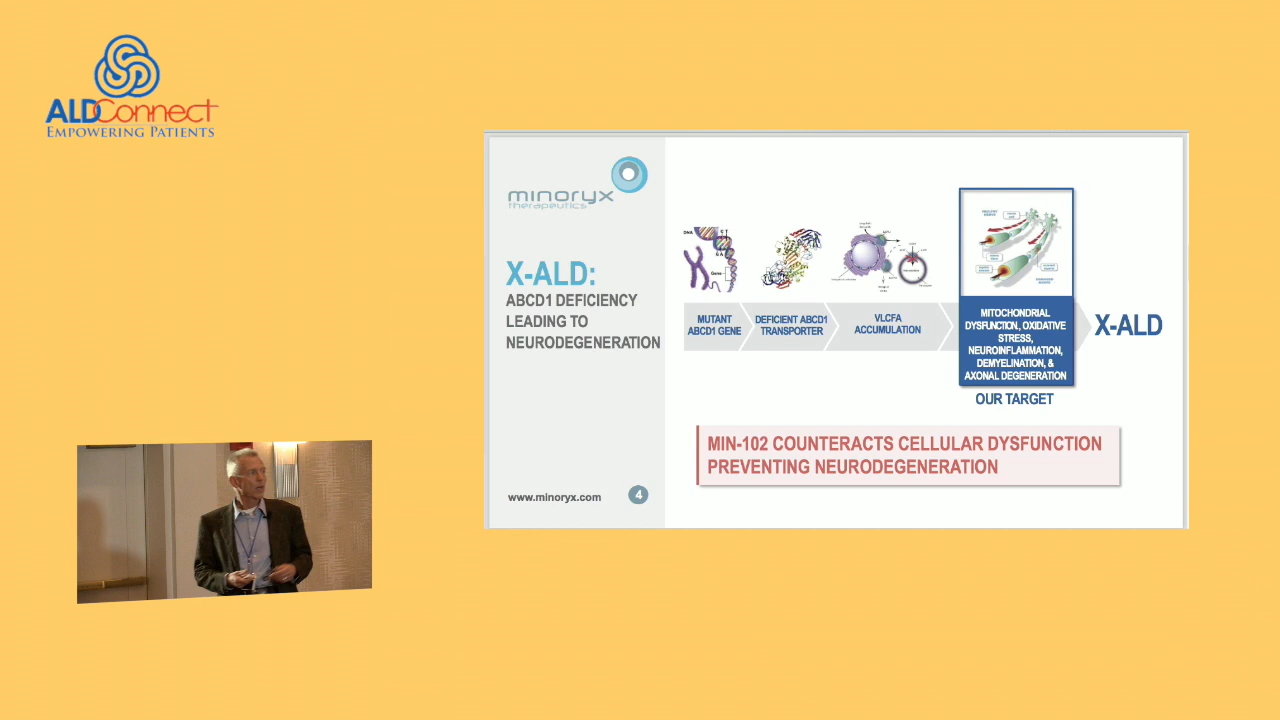 ALDConnect
EMPOWERING PATIENTS
minoryx
therapeutics
X-ALD:
ABCD1 DEFICIENCY
LEADING TO
NEURODEGENERATION
www.minoryx.com
4
DNA
Gene
MUTANT
ABCD1 GENE
DEFICIENT ABCD1
TRANSPORTER
VLCFA
ACCUMULATION
MITOCHONDRIAL
DYSFUNCTION, OXIDATIVE
STRESS,
NEUROINFLAMMATION,
DEMYELINATION, &
AXONAL DEGENERATION
X-ALD
OUR TARGET
MIN-102 COUNTERACTS CELLULAR DYSFUNCTION
PREVENTING NEURODEGENERATION